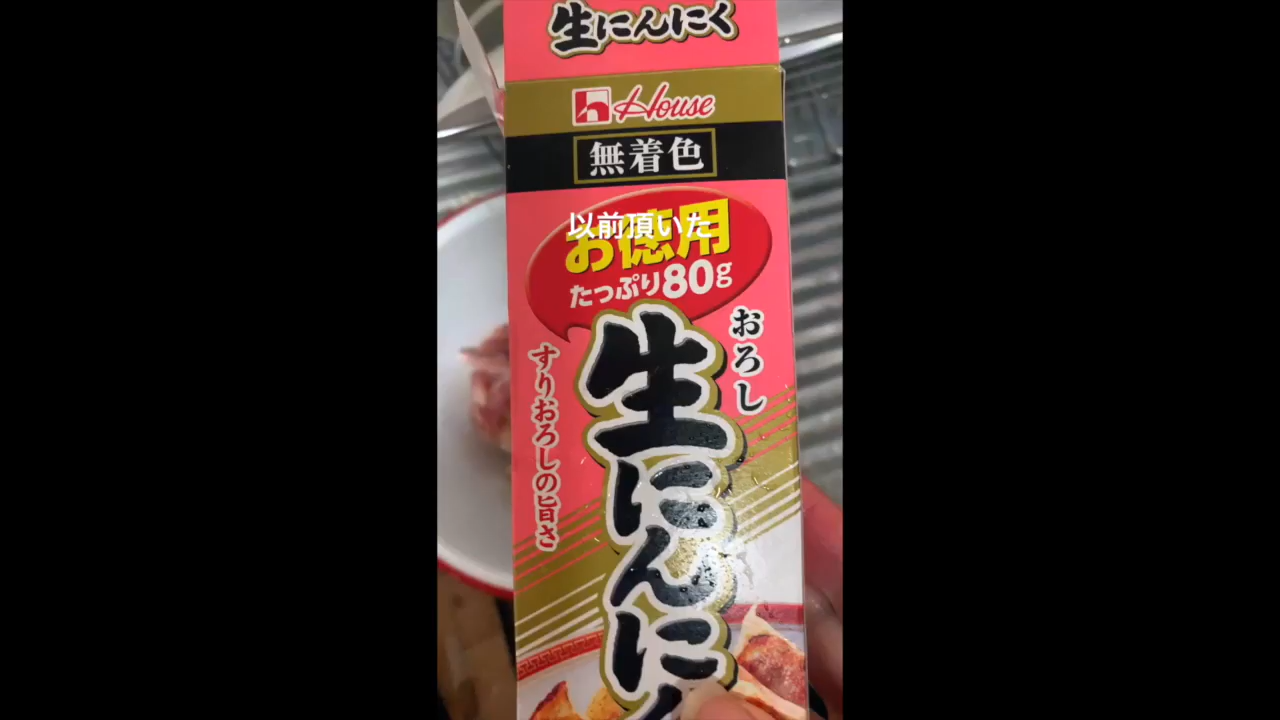 生にんにく
House
無着色
以前頂いた
お徳用
たっぷり80g
おろし
生にんに
すりおろしの旨さ